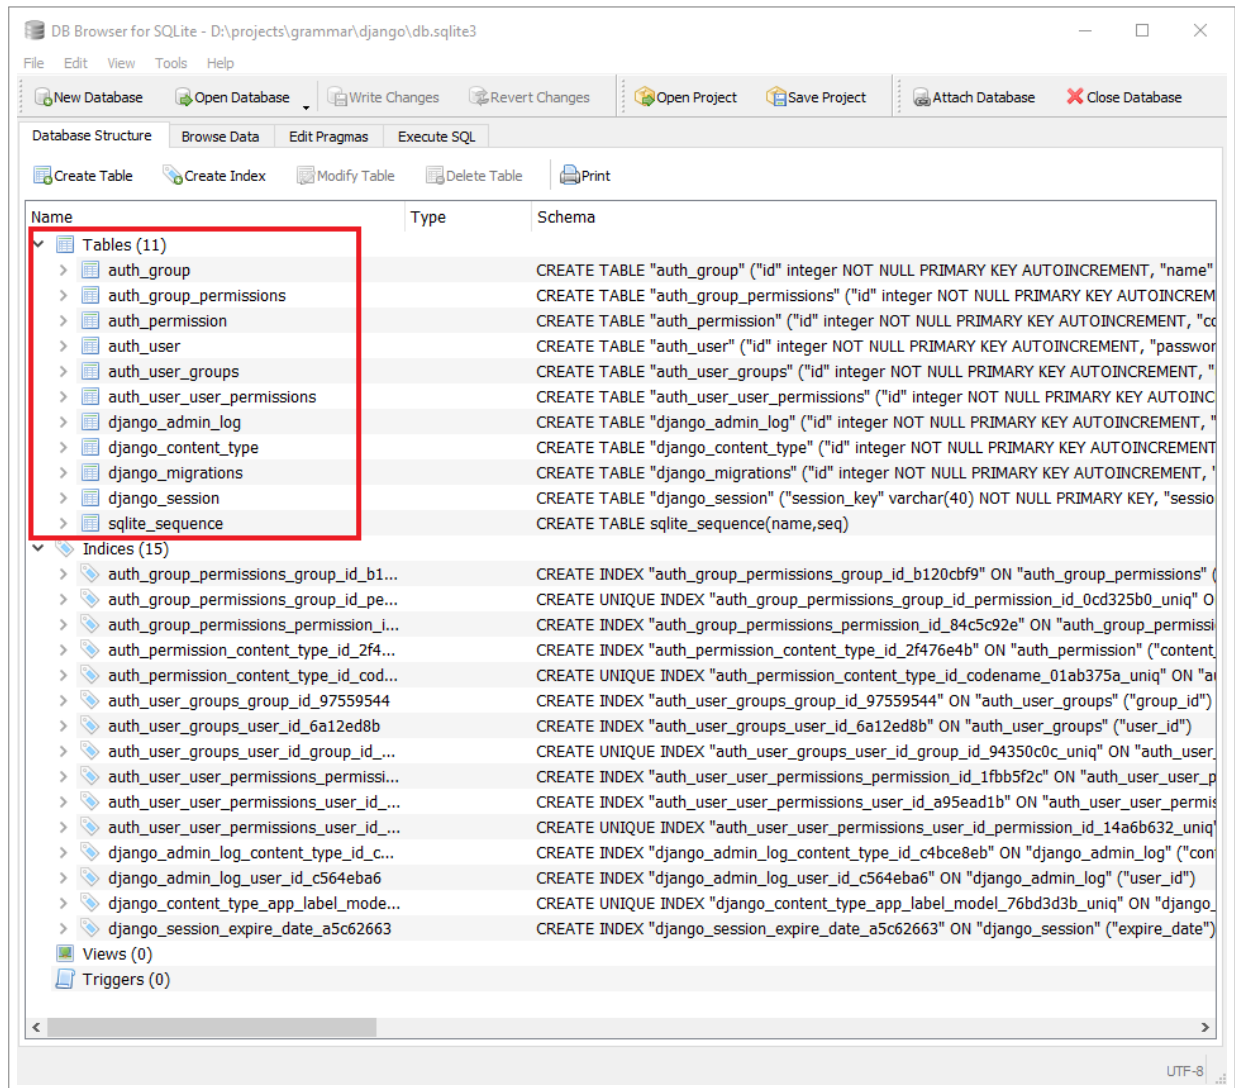 DB Browser for SQLite - D:\projects\grammar\django\db.sqlite3
File Edit View Tools Help
New Database Open Database Write Changes Revert Changes Open Project Save Project Attach Database Close Database
Database Structure Browse Data Edit Pragmas Execute SQL
Create Table Create Index Modify Table Delete Table Print
Name Type Schema
Tables (11)
auth_group CREATE TABLE "auth_group" ("id" integer NOT NULL PRIMARY KEY AUTOINCREMENT, "name"
auth_group_permissions CREATE TABLE "auth_group_permissions" ("id" integer NOT NULL PRIMARY KEY AUTOINCREM
auth_permission CREATE TABLE "auth_permission" ("id" integer NOT NULL PRIMARY KEY AUTOINCREMENT, "co
auth_user CREATE TABLE "auth_user" ("id" integer NOT NULL PRIMARY KEY AUTOINCREMENT, "passwor
auth_user_groups CREATE TABLE "auth_user_groups" ("id" integer NOT NULL PRIMARY KEY AUTOINCREMENT, "
auth_user_user_permissions CREATE TABLE "auth_user_user_permissions" ("id" integer NOT NULL PRIMARY KEY AUTOINC
django_admin_log CREATE TABLE "django_admin_log" ("id" integer NOT NULL PRIMARY KEY AUTOINCREMENT, "
django_content_type CREATE TABLE "django_content_type" ("id" integer NOT NULL PRIMARY KEY AUTOINCREMENT
django_migrations CREATE TABLE "django_migrations" ("id" integer NOT NULL PRIMARY KEY AUTOINCREMENT, "
django_session CREATE TABLE "django_session" ("session_key" varchar(40) NOT NULL PRIMARY KEY, "sessio
sqlite_sequence CREATE TABLE sqlite_sequence(name,seq)
Indices (15)
auth_group_permissions_group_id_b1... CREATE INDEX "auth_group_permissions_group_id_b120cbf9" ON "auth_group_permissions" (
auth_group_permissions_group_id_pe... CREATE UNIQUE INDEX "auth_group_permissions_group_id_permission_id_0cd325b0_uniq" O
auth_group_permissions_permission_i... CREATE INDEX "auth_group_permissions_permission_id_84c5c92e" ON "auth_group_permissi
auth_permission_content_type_id_2f4... CREATE INDEX "auth_permission_content_type_id_2f476e4b" ON "auth_permission" ("content_
auth_permission_content_type_id_cod... CREATE UNIQUE INDEX "auth_permission_content_type_id_codename_01ab375a_uniq" ON "au
auth_user_groups_group_id_97559544 CREATE INDEX "auth_user_groups_group_id_97559544" ON "auth_user_groups" ("group_id")
auth_user_groups_user_id_6a12ed8b CREATE INDEX "auth_user_groups_user_id_6a12ed8b" ON "auth_user_groups" ("user_id")
auth_user_groups_user_id_group_id_... CREATE UNIQUE INDEX "auth_user_groups_user_id_group_id_94350c0c_uniq" ON "auth_user_
auth_user_user_permissions_permissi... CREATE INDEX "auth_user_user_permissions_permission_id_1fbb5f2c" ON "auth_user_user_p
auth_user_user_permissions_user_id_... CREATE INDEX "auth_user_user_permissions_user_id_a95ead1b" ON "auth_user_user_permis
auth_user_user_permissions_user_id_... CREATE UNIQUE INDEX "auth_user_user_permissions_user_id_permission_id_14a6b632_uniq"
django_admin_log_content_type_id_c... CREATE INDEX "django_admin_log_content_type_id_c4bce8eb" ON "django_admin_log" ("con
django_admin_log_user_id_c564eba6 CREATE INDEX "django_admin_log_user_id_c564eba6" ON "django_admin_log" ("user_id")
django_content_type_app_label_mode... CREATE UNIQUE INDEX "django_content_type_app_label_model_76bd3d3b_uniq" ON "django_
django_session_expire_date_a5c62663 CREATE INDEX "django_session_expire_date_a5c62663" ON "django_session" ("expire_date")
Views (0)
Triggers (0)
UTF-8